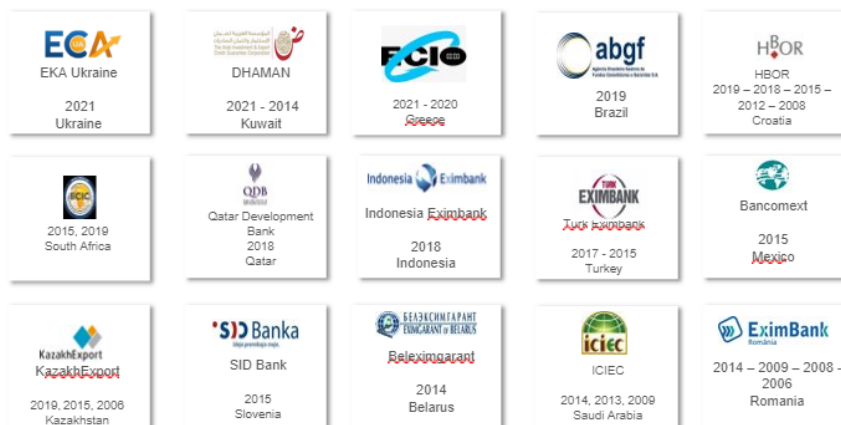 ECA
UA
EKA Ukraine
2021
Ukraine
DHAMAN
2021 - 2014
Kuwait
ECIO
2021 - 2020
Greece
abgf
2019
Brazil
HBOR
HBOR
2019 – 2018 – 2015 –
2012 – 2008
Croatia
ECIC
2015, 2019
South Africa
QDB
Qatar Development
Bank
2018
Qatar
Indonesia Eximbank
Indonesia Eximbank
2018
Indonesia
TURK
EXIMBANK
Turk Eximbank
2017 - 2015
Turkey
Bancomext
2015
Mexico
KazakhExport
KazakhExport
2019, 2015, 2006
Kazakhstan
SID Banka
SID Bank
2015
Slovenia
БЕЛЭКСИМГАРАНТ
EXIMGARANT OF BELARUS
Beleximgarant
2014
Belarus
iciec
ICIEC
2014, 2013, 2009
Saudi Arabia
EximBank
România
2014 – 2009 – 2008 –
2006
Romania